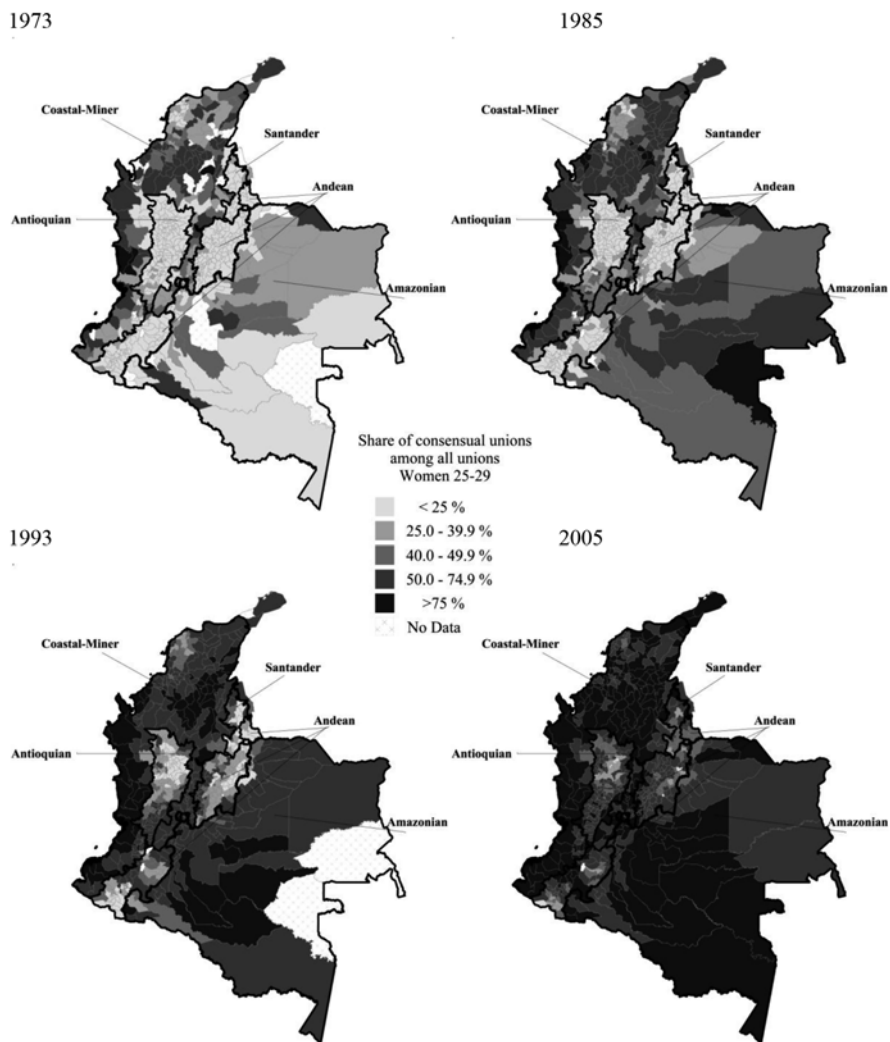 1973
1985
Coastal-Miner
Santander
Andean
Antioquian
Amazonian
Coastal-Miner
Santander
Andean
Antioquian
Amazonian
Share of consensual unions
among all unions
Women 25-29
< 25 %
25.0 - 39.9 %
40.0 - 49.9 %
50.0 - 74.9 %
>75 %
No Data
1993
2005
Coastal-Miner
Santander
Andean
Antioquian
Amazonian
Coastal-Miner
Santander
Andean
Antioquian
Amazonian